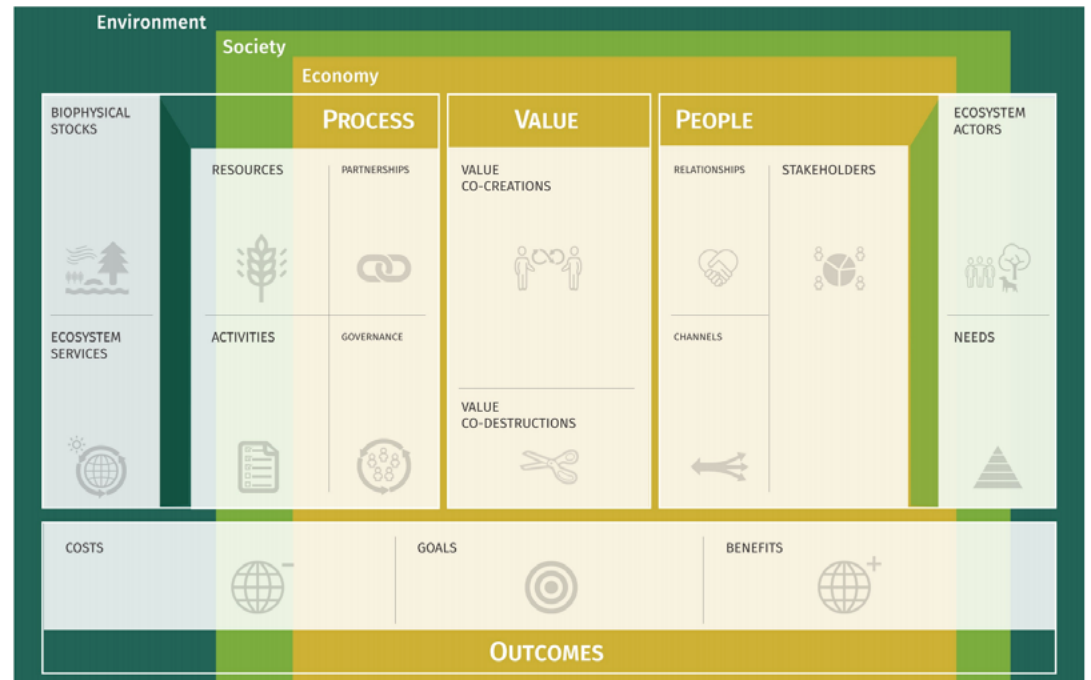 Environment
Society
Economy
BIOPHYSICAL
STOCKS
PROCESS
VALUE
PEOPLE
ECOSYSTEM
ACTORS
RESOURCES
PARTNERSHIPS
VALUE
CO-CREATIONS
RELATIONSHIPS
STAKEHOLDERS
ECOSYSTEM
SERVICES
ACTIVITIES
GOVERNANCE
CHANNELS
NEEDS
VALUE
CO-DESTRUCTIONS
COSTS
GOALS
BENEFITS
OUTCOMES